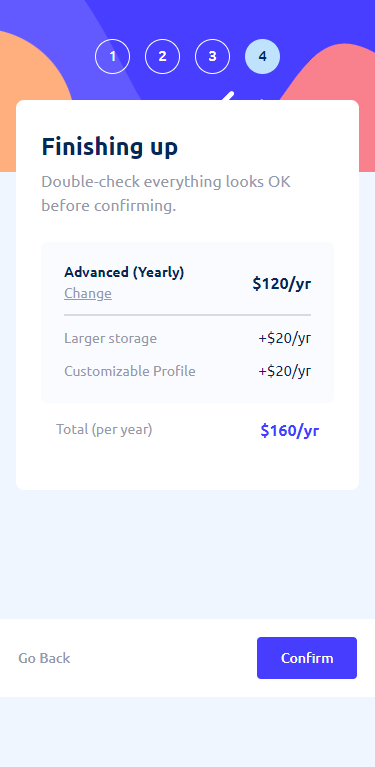 1 2 3 4
Finishing up
Double-check everything looks OK
before confirming.
Advanced (Yearly)
$120/yr
Change
Larger storage +$20/yr
Customizable Profile +$20/yr
Total (per year) $160/yr
Go Back Confirm